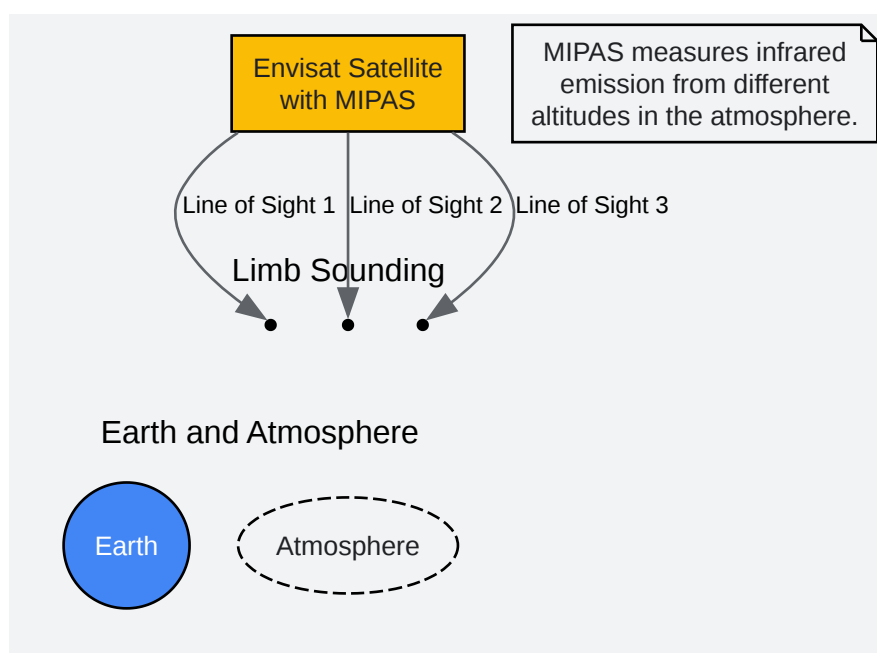 Envisat Satellite
with MIPAS
MIPAS measures infrared
emission from different
altitudes in the atmosphere.
Line of Sight 1
Line of Sight 2
Line of Sight 3
Limb Sounding
Earth and Atmosphere
Earth
Atmosphere